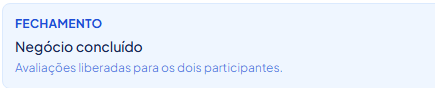 FECHAMENTO
Negócio concluído
Avaliações liberadas para os dois participantes.